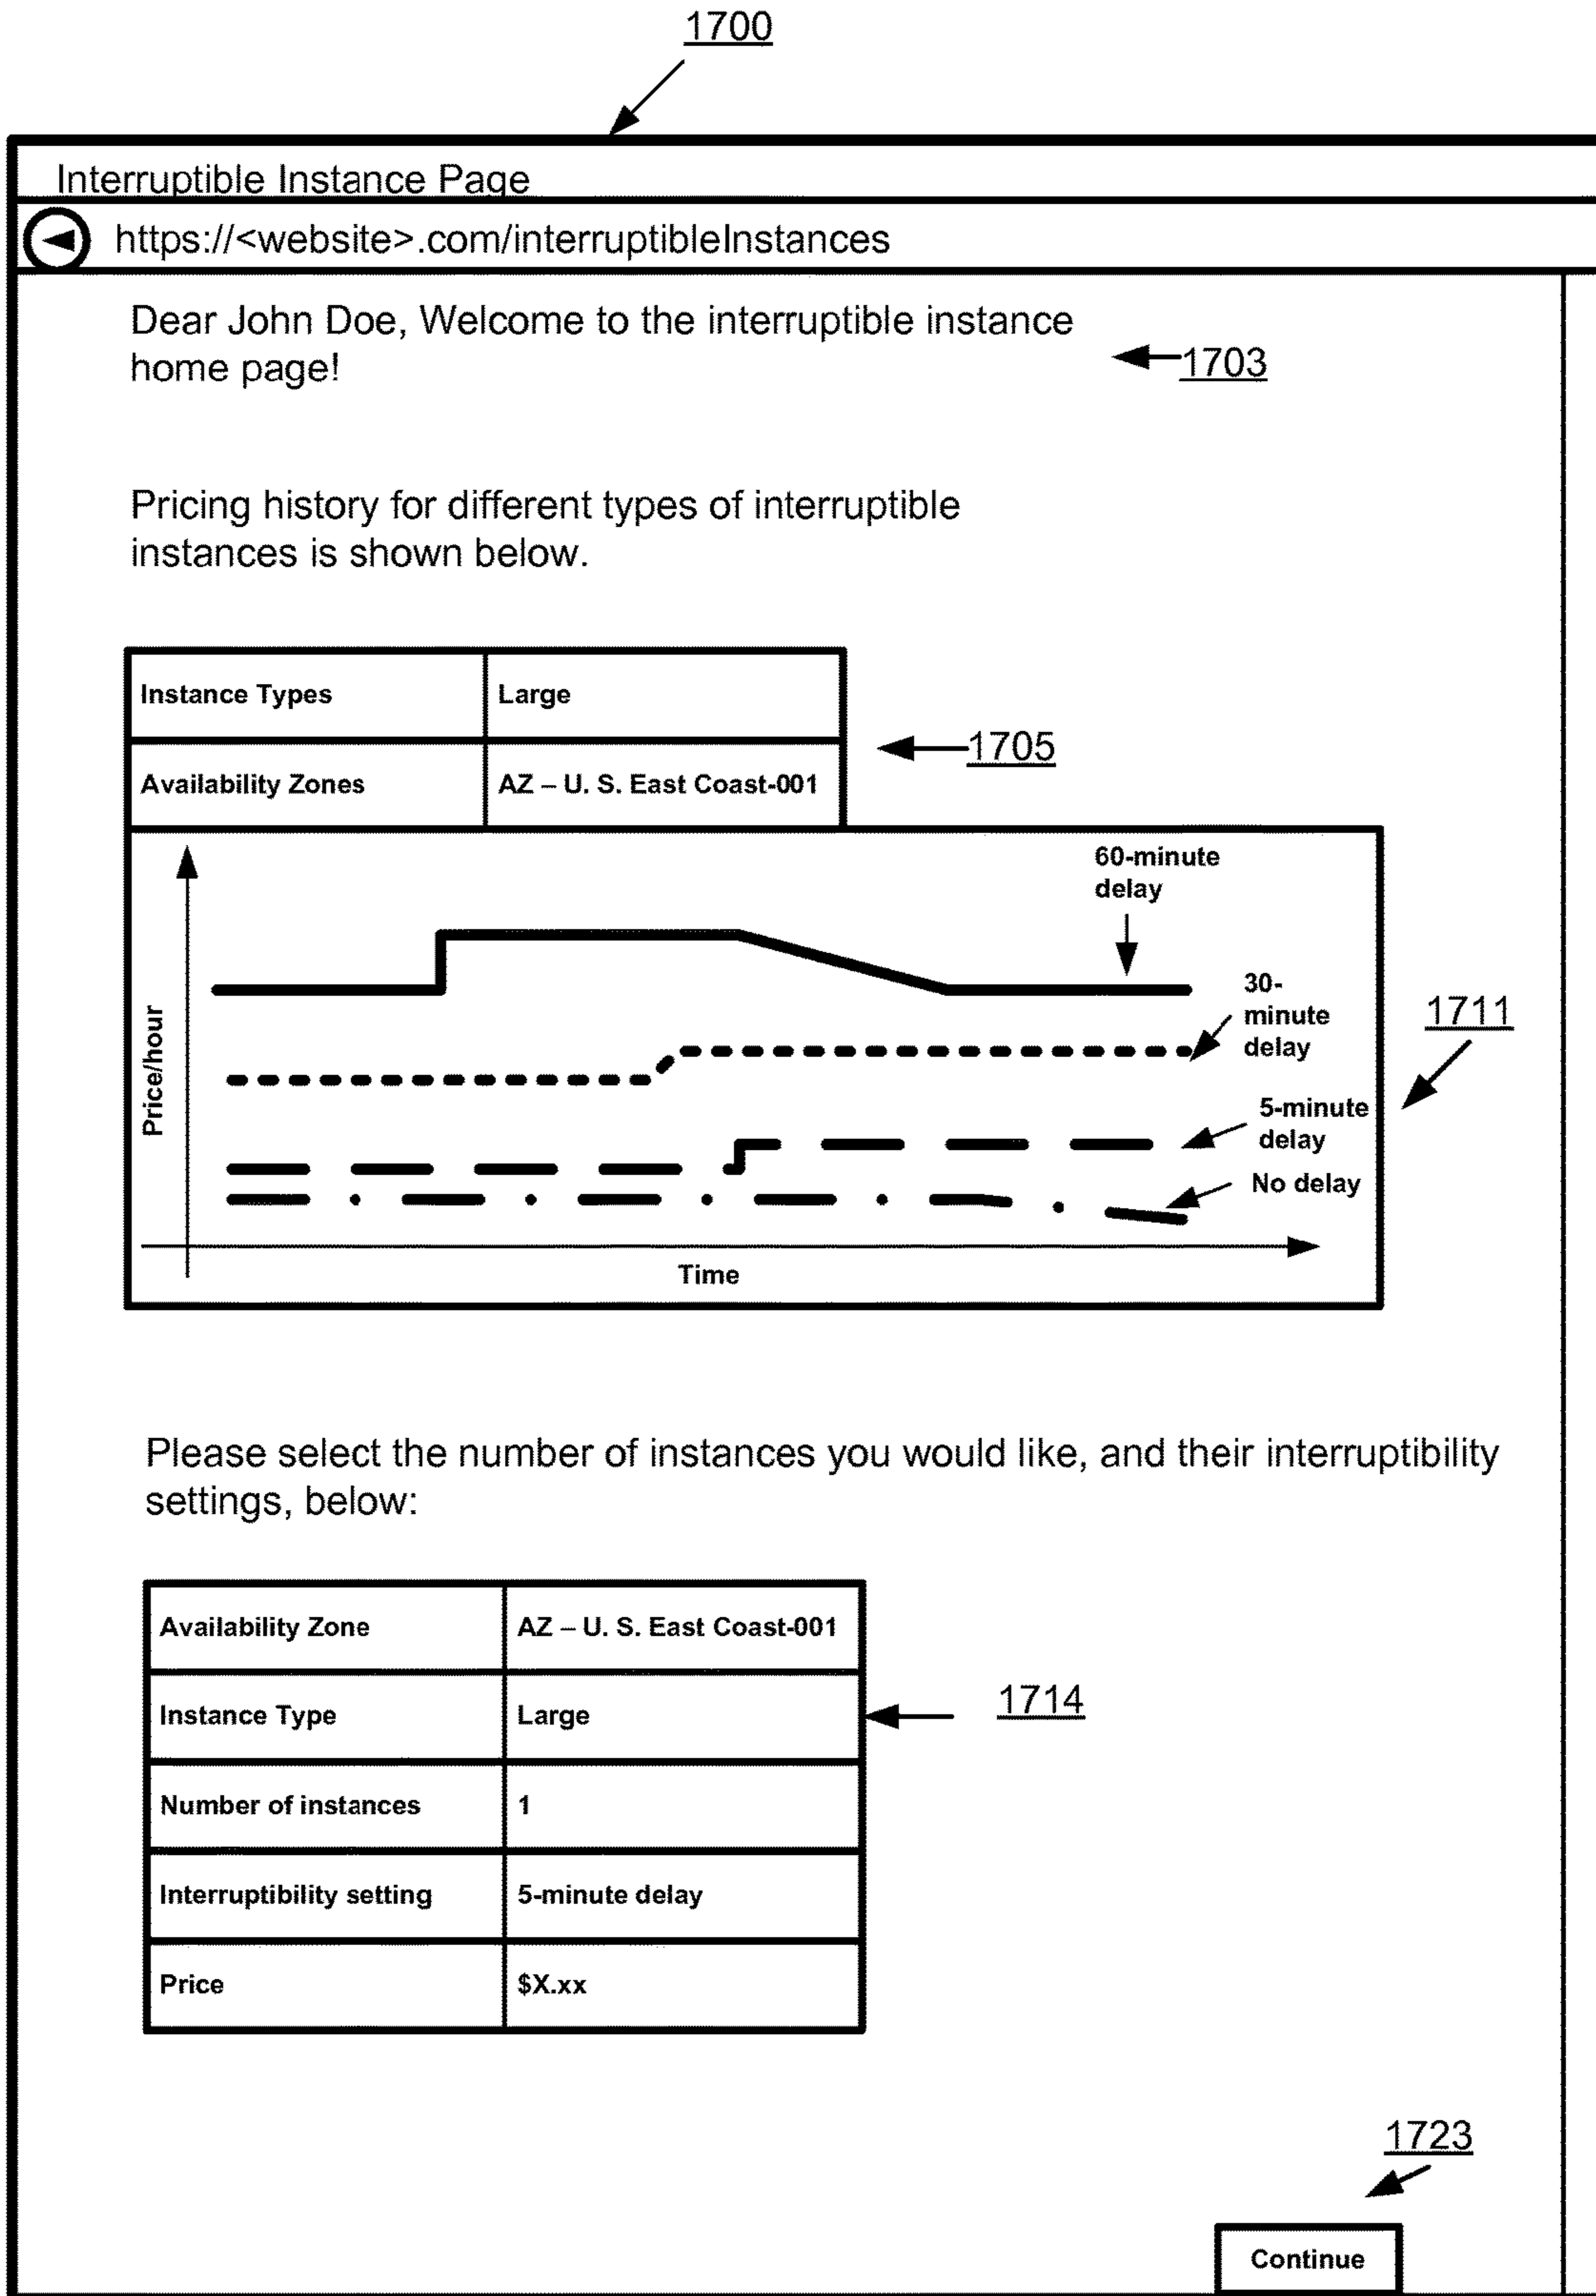 1700
Interruptible Instance Page
https://<website>.com/interruptibleInstances
Dear John Doe, Welcome to the interruptible instance
home page!
1703
Pricing history for different types of interruptible
instances is shown below.
Instance Types Large
1705
Availability Zones AZ – U. S. East Coast-001
60-minute
delay
30-
minute
delay
1711
Price/hour
5-minute
delay
No delay
Time
Please select the number of instances you would like, and their interruptibility
settings, below:
Availability Zone AZ – U. S. East Coast-001
Instance Type Large
1714
Number of instances 1
Interruptibility setting 5-minute delay
Price $X.xx
1723
Continue